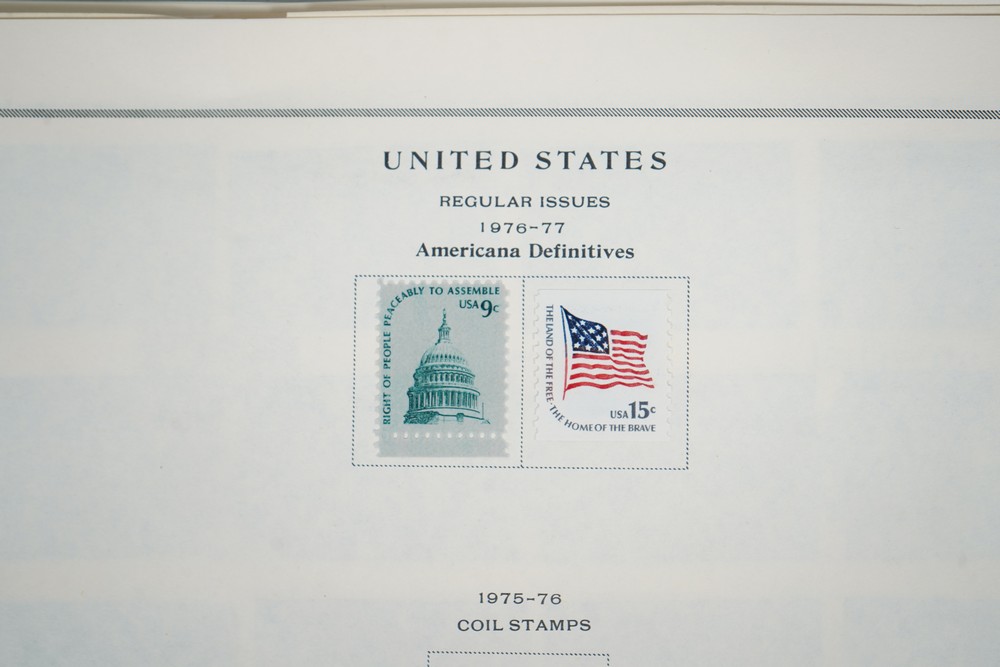 UNITED STATES
REGULAR ISSUES
1976-77
Americana Definitives
RIGHT OF PEOPLE PEACEABLY TO ASSEMBLE
USA 9c
THE LAND OF THE FREE·THE HOME OF THE BRAVE
USA 15c
1975-76
COIL STAMPS